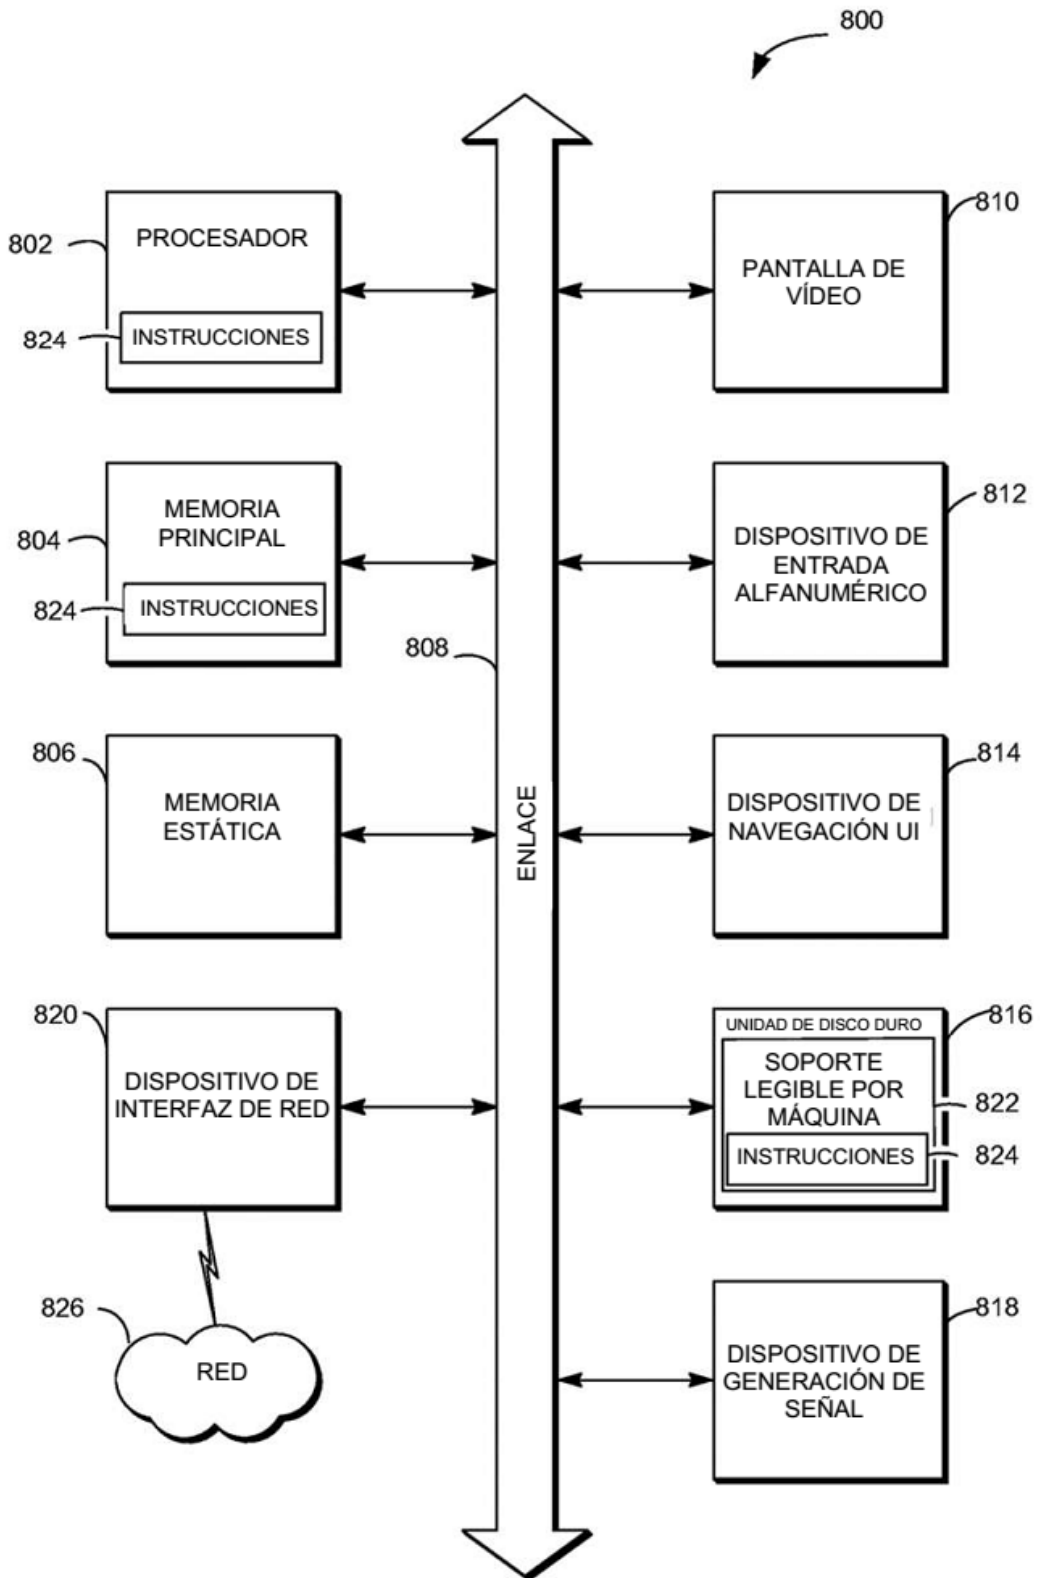 800
802
PROCESADOR
824
INSTRUCCIONES
810
PANTALLA DE
VÍDEO
804
MEMORIA
PRINCIPAL
824
INSTRUCCIONES
812
DISPOSITIVO DE
ENTRADA
ALFANUMÉRICO
808
ENLACE
806
MEMORIA
ESTÁTICA
814
DISPOSITIVO DE
NAVEGACIÓN UI
820
DISPOSITIVO DE
INTERFAZ DE RED
816
UNIDAD DE DISCO DURO
SOPORTE
LEGIBLE POR
MÁQUINA
822
INSTRUCCIONES
824
826
RED
818
DISPOSITIVO DE
GENERACIÓN DE
SEÑAL